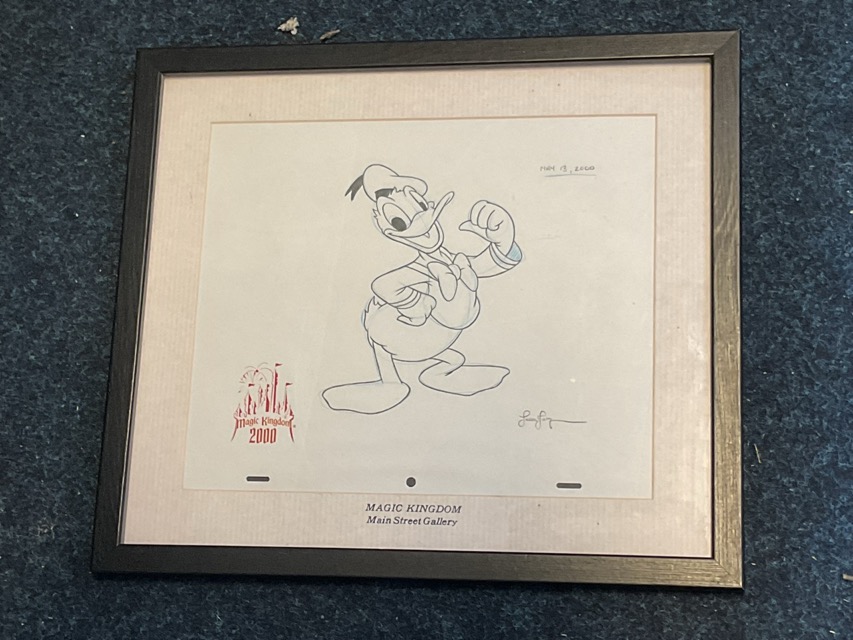 MAY 13, 2000
Magic Kingdom
2000
MAGIC KINGDOM
Main Street Gallery